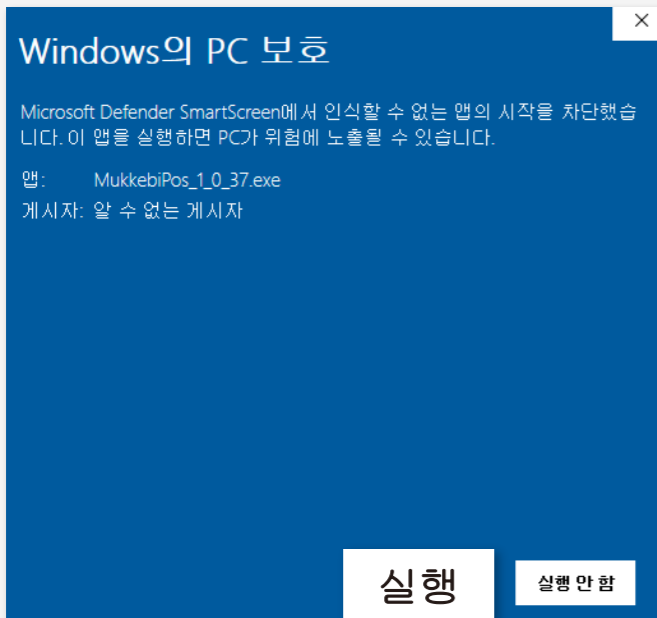 Windows의 PC 보호
Microsoft Defender SmartScreen에서 인식할 수 없는 앱의 시작을 차단했습
니다. 이 앱을 실행하면 PC가 위험에 노출될 수 있습니다.
앱: MukkebiPos_1_0_37.exe
게시자: 알 수 없는 게시자
실행 실행 안 함